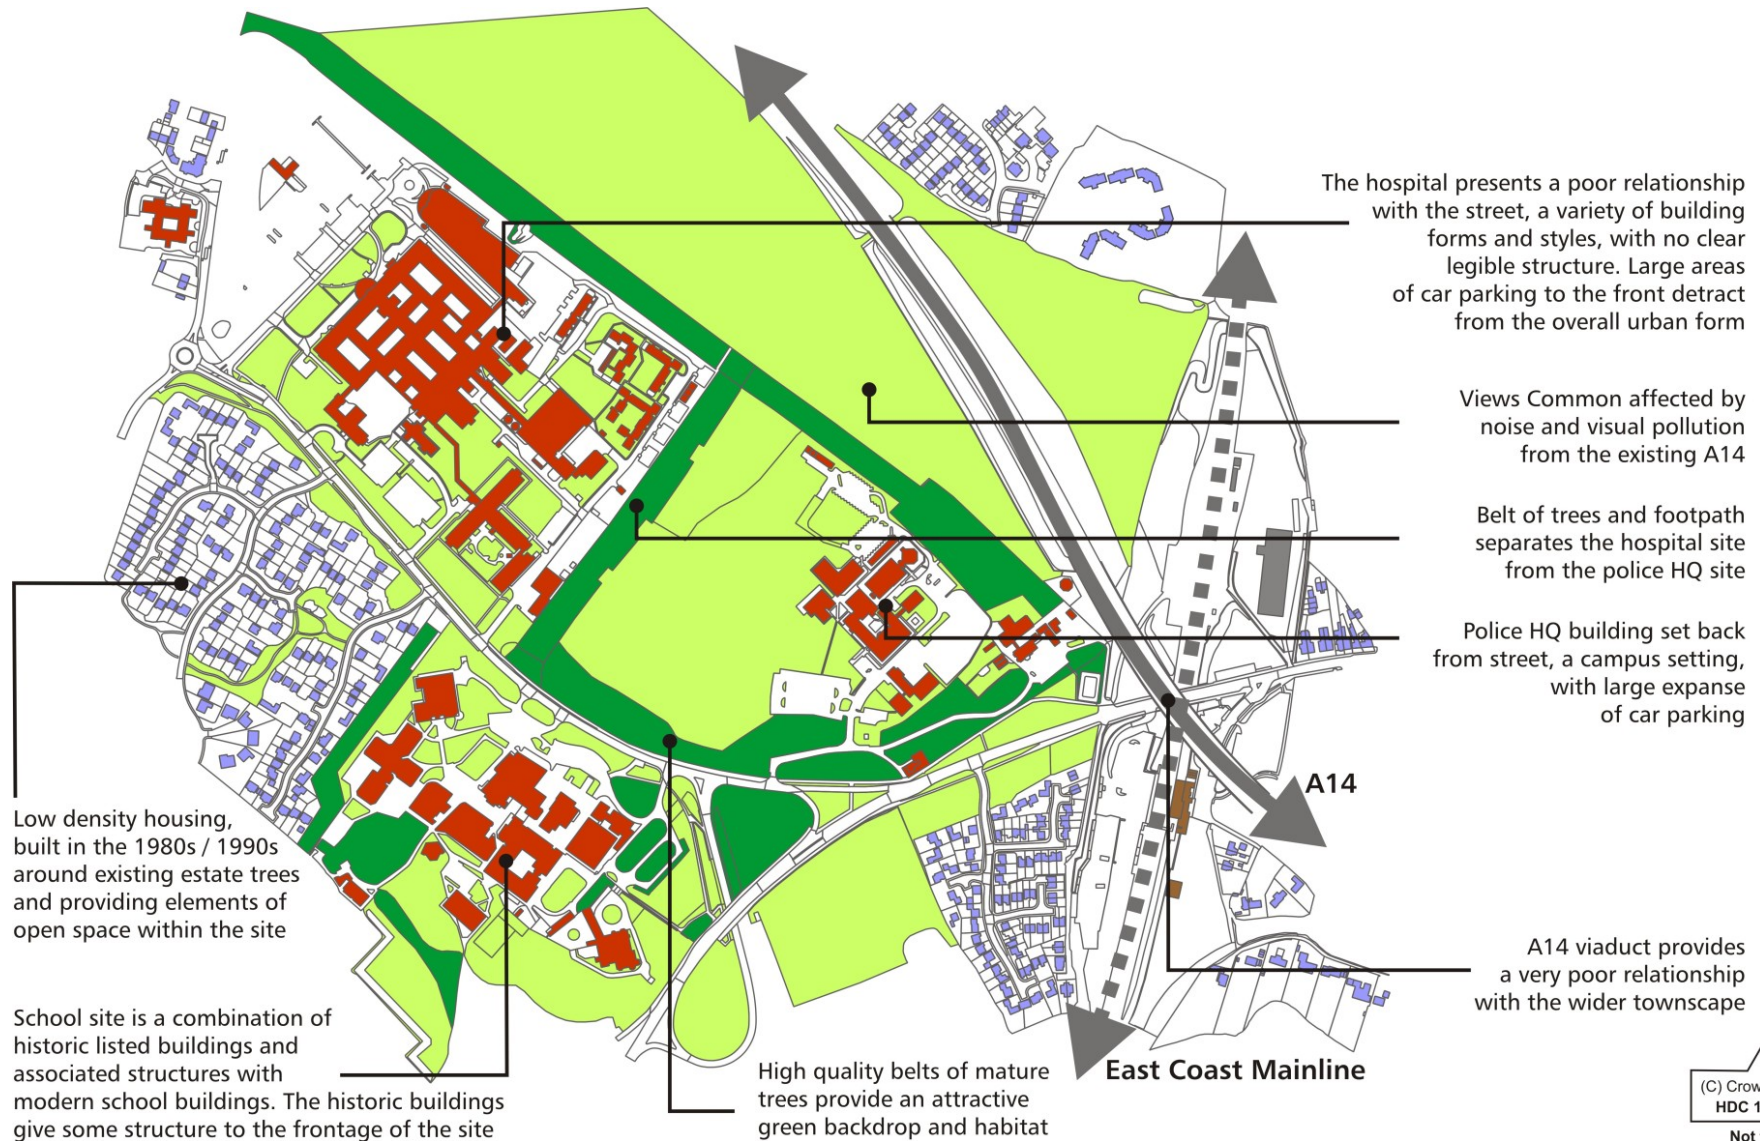 The hospital presents a poor relationship
with the street, a variety of building
forms and styles, with no clear
legible structure. Large areas
of car parking to the front detract
from the overall urban form
Views Common affected by
noise and visual pollution
from the existing A14
Belt of trees and footpath
separates the hospital site
from the police HQ site
Police HQ building set back
from street, a campus setting,
with large expanse
of car parking
A14
Low density housing,
built in the 1980s / 1990s
around existing estate trees
and providing elements of
open space within the site
A14 viaduct provides
a very poor relationship
with the wider townscape
School site is a combination of
historic listed buildings and
associated structures with
modern school buildings. The historic buildings
give some structure to the frontage of the site
High quality belts of mature
trees provide an attractive
green backdrop and habitat
East Coast Mainline
(C) Crow
HDC 1
Not